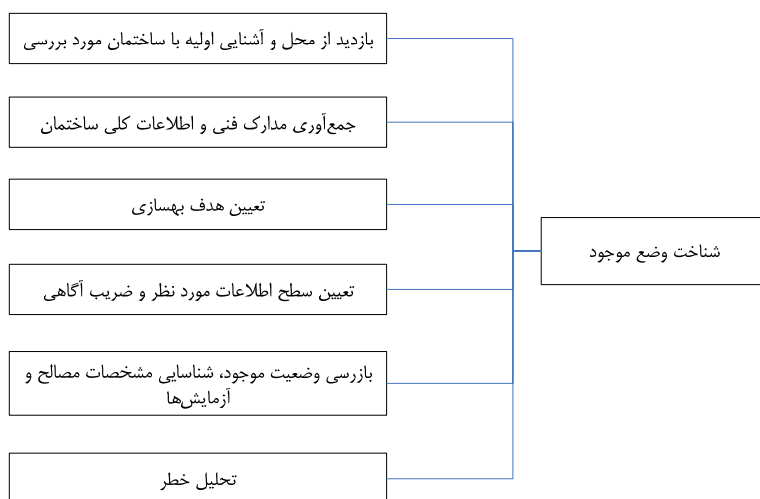 شناخت وضع موجود
بازدید از محل و آشنایی اولیه با ساختمان مورد بررسی
جمع‌آوری مدارک فنی و اطلاعات کلی ساختمان
تعیین هدف بهسازی
تعیین سطح اطلاعات مورد نظر و ضریب آگاهی
بازرسی وضعیت موجود، شناسایی مشخصات مصالح و
آزمایش‌ها
تحلیل خطر